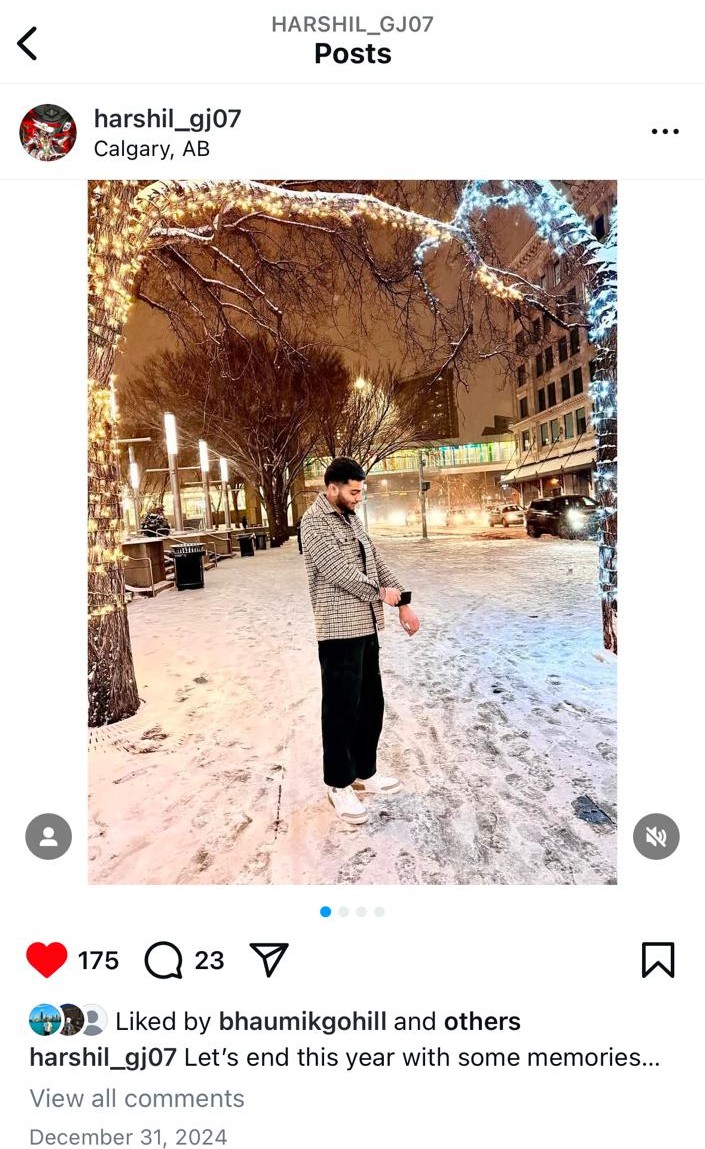 HARSHIL_GJ07
Posts
harshil_gj07
Calgary, AB
175 23
Liked by bhaumikgohill and others
harshil_gj07 Let's end this year with some memories...
View all comments
December 31, 2024